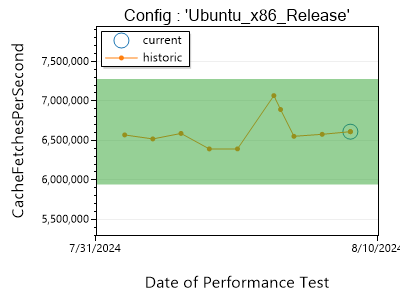 Config : 'Ubuntu_x86_Release'
current
historic
CacheFetchesPerSecond
7,500,000
7,000,000
6,500,000
6,000,000
5,500,000
7/31/2024
8/10/2024
Date of Performance Test